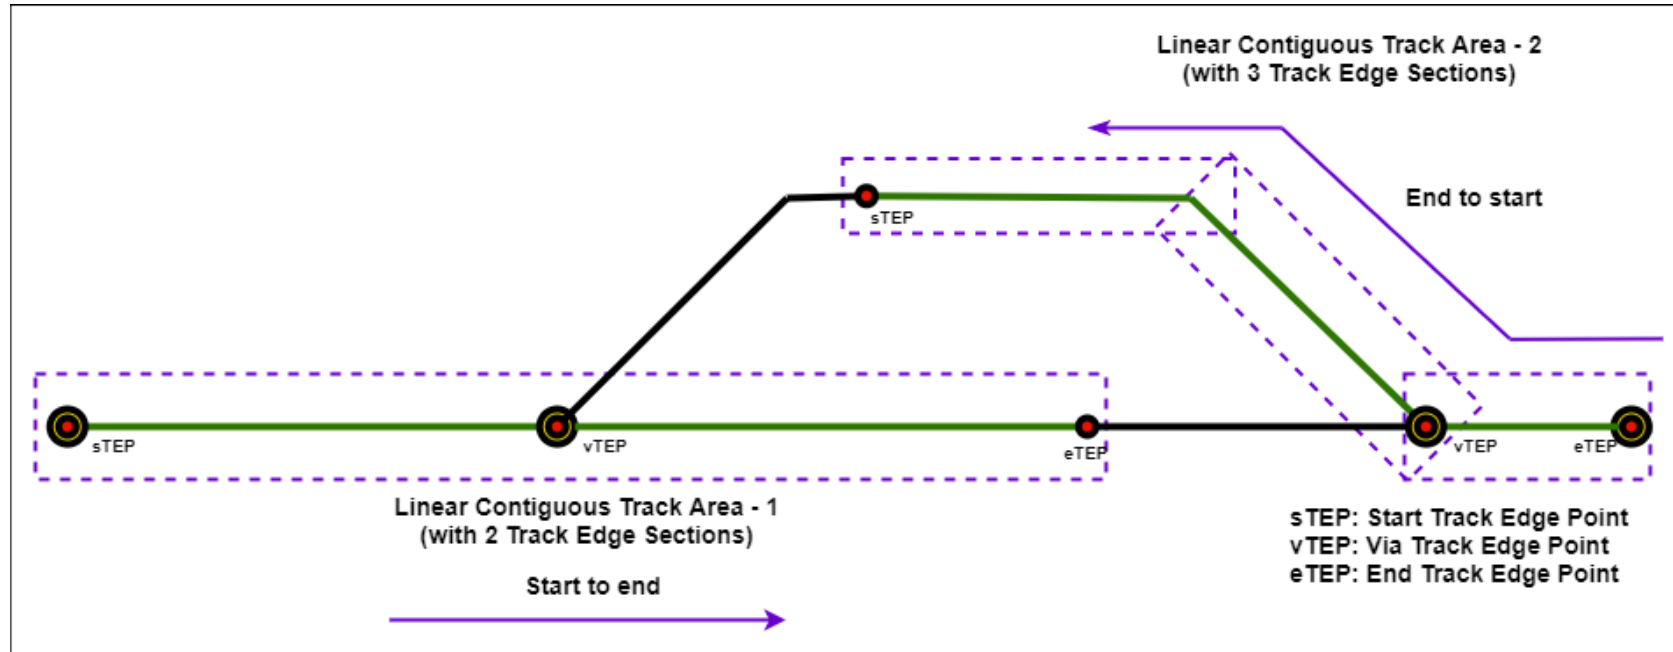 Linear Contiguous Track Area - 2
(with 3 Track Edge Sections)
End to start
sTEP
sTEP
vTEP
eTEP
vTEP
eTEP
Linear Contiguous Track Area - 1
(with 2 Track Edge Sections)
Start to end
sTEP: Start Track Edge Point
vTEP: Via Track Edge Point
eTEP: End Track Edge Point